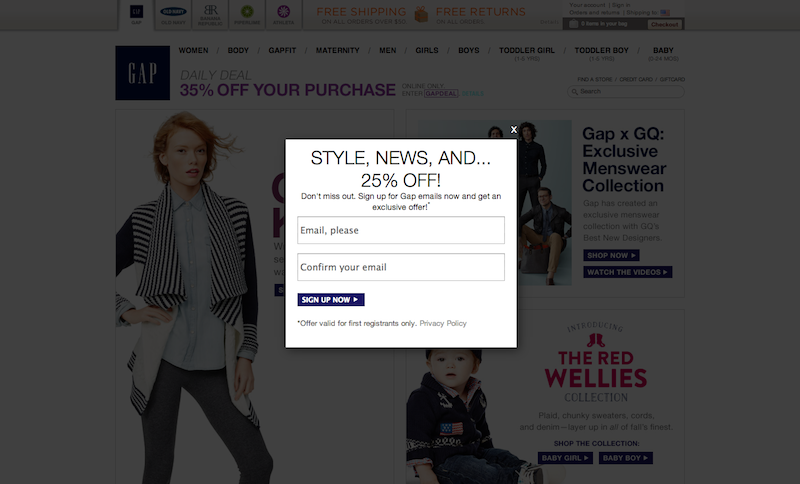 GAP
OLD NAVY
BANANA REPUBLIC
PIPERLIME
ATHLETA
FREE SHIPPING
ON ALL ORDERS OVER $50
FREE RETURNS
ON ALL ORDERS.
Your account | Sign in
Orders and returns | Shipping to
0 items in your bag
Checkout
GAP
WOMEN / BODY / GAPFIT / MATERNITY / MEN / GIRLS / BOYS / TODDLER GIRL / TODDLER BOY / BABY
(1-5 YRS) (1-5 YRS) (0-24 MOS)
DAILY DEAL
35% OFF YOUR PURCHASE
ONLINE ONLY
ENTER GAPDEAL DETAILS
FIND A STORE / CREDIT CARD / GIFTCARD
Search
X
STYLE, NEWS, AND...
25% OFF!
Don't miss out. Sign up for Gap emails now and get an
exclusive offer!*
Email, please
Confirm your email
SIGN UP NOW
*Offer valid for first registrants only. Privacy Policy
Gap x GQ:
Exclusive
Menswear
Collection
Gap has created an
exclusive menswear
collection with GQ's
Best New Designers.
SHOP NOW
WATCH THE VIDEOS
INTRODUCING
THE RED
WELLIES
COLLECTION
Plaid, chunky sweaters, cords,
and denim—layer up in all of fall's finest.
SHOP THE COLLECTION:
BABY GIRL
BABY BOY